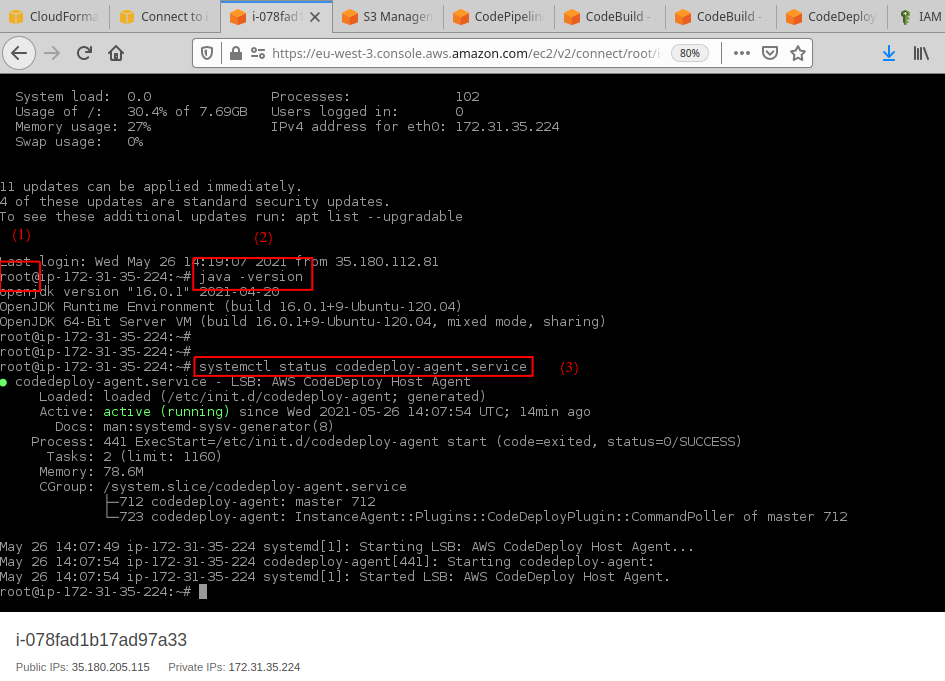 CloudForma
Connect to i
i-078fad1
S3 Managem
CodePipelin
CodeBuild -
CodeBuild -
CodeDeploy
IAM
https://eu-west-3.console.aws.amazon.com/ec2/v2/connect/root/i-
80%
System load: 0.0 Processes: 102
Usage of /: 30.4% of 7.69GB Users logged in: 0
Memory usage: 27% IPv4 address for eth0: 172.31.35.224
Swap usage: 0%
11 updates can be applied immediately.
4 of these updates are standard security updates.
To see these additional updates run: apt list --upgradable
(1) (2)
Last login: Wed May 26 14:19:07 2021 from 35.180.112.81
root@ip-172-31-35-224:~# java -version
openjdk version "16.0.1" 2021-04-20
OpenJDK Runtime Environment (build 16.0.1+9-Ubuntu-120.04)
OpenJDK 64-Bit Server VM (build 16.0.1+9-Ubuntu-120.04, mixed mode, sharing)
root@ip-172-31-35-224:~#
root@ip-172-31-35-224:~#
root@ip-172-31-35-224:~# systemctl status codedeploy-agent.service (3)
● codedeploy-agent.service - LSB: AWS CodeDeploy Host Agent
Loaded: loaded (/etc/init.d/codedeploy-agent; generated)
Active: active (running) since Wed 2021-05-26 14:07:54 UTC; 14min ago
Docs: man:systemd-sysv-generator(8)
Process: 441 ExecStart=/etc/init.d/codedeploy-agent start (code=exited, status=0/SUCCESS)
Tasks: 2 (limit: 1160)
Memory: 78.6M
CGroup: /system.slice/codedeploy-agent.service
├─712 codedeploy-agent: master 712
└─723 codedeploy-agent: InstanceAgent::Plugins::CodeDeployPlugin::CommandPoller of master 712
May 26 14:07:49 ip-172-31-35-224 systemd[1]: Starting LSB: AWS CodeDeploy Host Agent...
May 26 14:07:54 ip-172-31-35-224 codedeploy-agent[441]: Starting codedeploy-agent:
May 26 14:07:54 ip-172-31-35-224 systemd[1]: Started LSB: AWS CodeDeploy Host Agent.
root@ip-172-31-35-224:~#
i-078fad1b17ad97a33
Public IPs: 35.180.205.115 Private IPs: 172.31.35.224